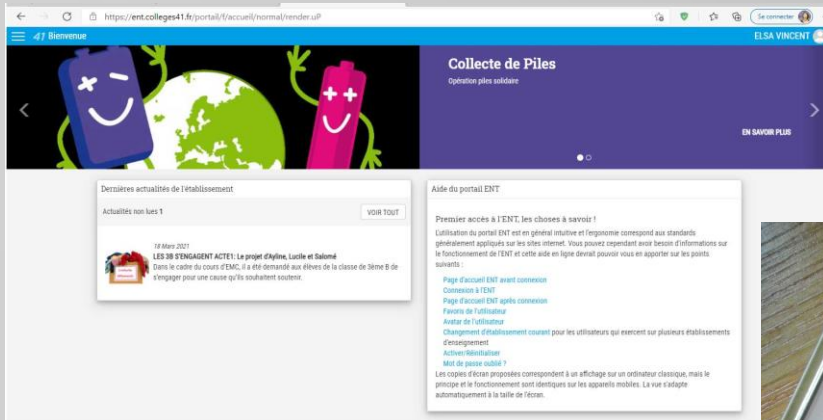 https://ent.colleges41.fr/portail/f/accueil/normal/render.uP
Se connecter
41 Bienvenue
ELSA VINCENT
Collecte de Piles
Opération piles solidaire
EN SAVOIR PLUS
Dernières actualités de l'établissement
Actualités non lues 1
VOIR TOUT
18 Mars 2021
LES 3B S'ENGAGENT ACTE1: Le projet d'Ayline, Lucile et Salomé
Dans le cadre du cours d'EMC, il a été demandé aux élèves de la classe de 3ème B de
s'engager pour une cause qu'ils souhaitent soutenir.
Aide du portail ENT
Premier accès à l'ENT, les choses à savoir !
L'utilisation du portail ENT est en général intuitive et l'ergonomie correspond aux standards
généralement appliqués sur les sites internet. Vous pouvez cependant avoir besoin d'informations sur
le fonctionnement de l'ENT et cette aide en ligne devrait pouvoir vous en apporter sur les points
suivants :
Page d'accueil ENT avant connexion
Connexion à l'ENT
Page d'accueil ENT après connexion
Favoris de l'utilisateur
Avatar de l'utilisateur
Changement d'établissement courant pour les utilisateurs qui exercent sur plusieurs établissements
d'enseignement
Activer/Réinitialiser
Mot de passe oublié ?
Les copies d'écran proposées correspondent à un affichage sur un ordinateur classique, mais le
principe et le fonctionnement sont identiques sur les appareils mobiles. La vue s'adapte
automatiquement à la taille de l'écran.